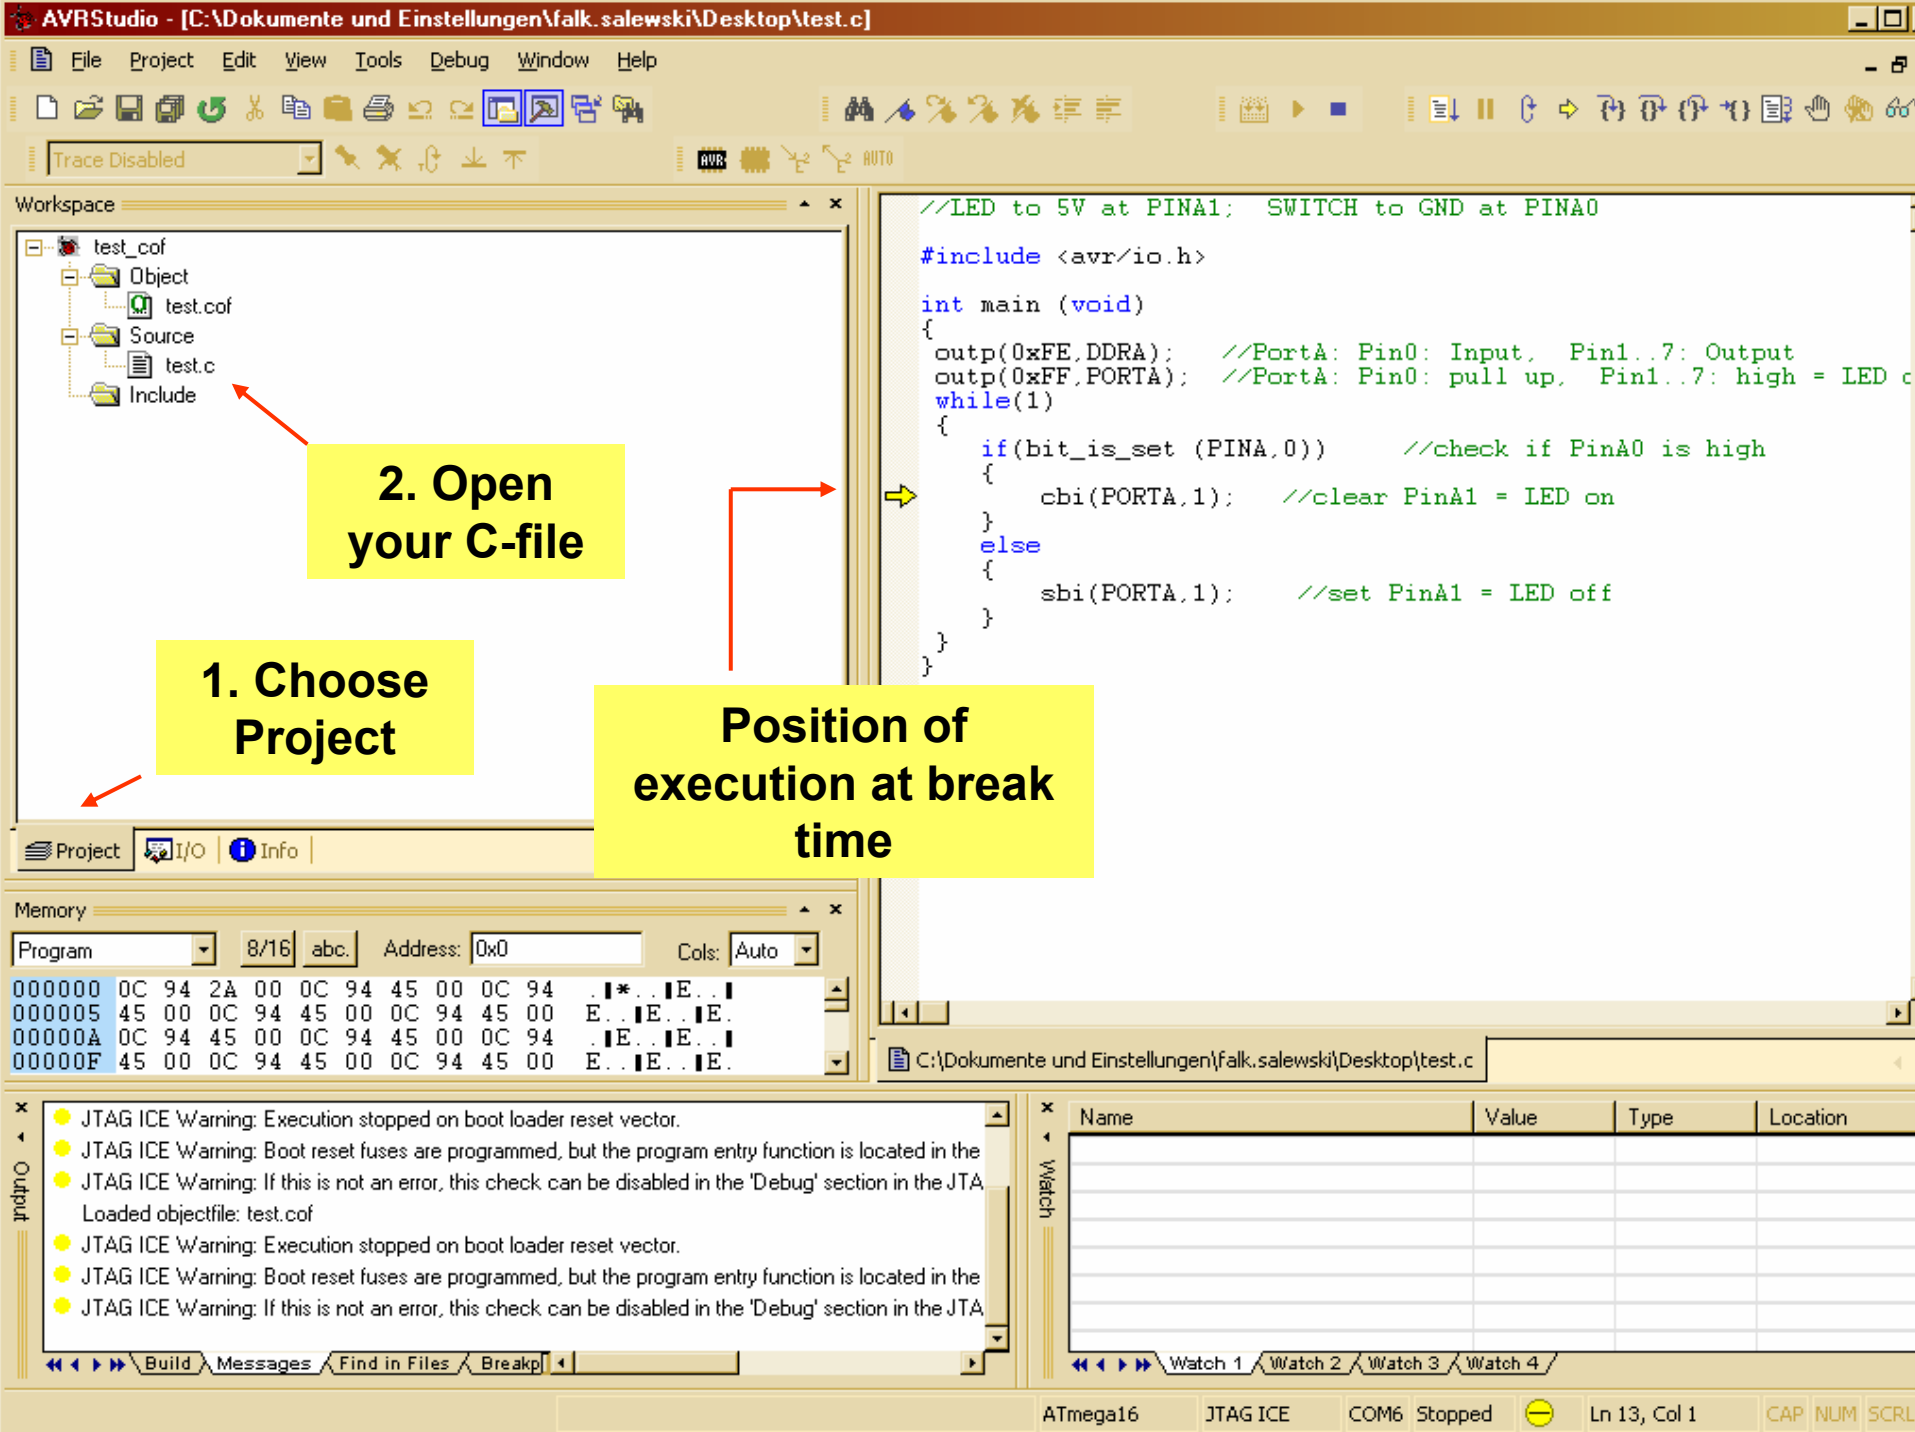 AVRStudio - [C:\Dokumente und Einstellungen\falk.salewski\Desktop\test.c]
File Project Edit View Tools Debug Window Help
Trace Disabled
AVR
AUTO
Workspace
test_cof
Object
test.cof
Source
test.c
Include
2. Open
your C-file
1. Choose
Project
Position of
execution at break
time
Project I/O Info
//LED to 5V at PINA1;  SWITCH to GND at PINA0
#include <avr/io.h>
int main (void)
{
outp(0xFE,DDRA);   //PortA: Pin0: Input,  Pin1..7: Output
outp(0xFF,PORTA);  //PortA: Pin0: pull up,  Pin1..7: high = LED
while(1)
{
if(bit_is_set (PINA,0))     //check if PinA0 is high
{
cbi(PORTA,1);   //clear PinA1 = LED on
}
else
{
sbi(PORTA,1);    //set PinA1 = LED off
}
}
}
Memory
Program 8/16 abc. Address: 0x0 Cols: Auto
000000 0C 94 2A 00 0C 94 45 00 0C 94 .▮*..▮E..▮
000005 45 00 0C 94 45 00 0C 94 45 00 E..▮E..▮E.
00000A 0C 94 45 00 0C 94 45 00 0C 94 .▮E..▮E..▮
00000F 45 00 0C 94 45 00 0C 94 45 00 E..▮E..▮E.
C:\Dokumente und Einstellungen\falk.salewski\Desktop\test.c
Output
JTAG ICE Warning: Execution stopped on boot loader reset vector.
JTAG ICE Warning: Boot reset fuses are programmed, but the program entry function is located in the
JTAG ICE Warning: If this is not an error, this check can be disabled in the 'Debug' section in the JTA
Loaded objectfile: test.cof
JTAG ICE Warning: Execution stopped on boot loader reset vector.
JTAG ICE Warning: Boot reset fuses are programmed, but the program entry function is located in the
JTAG ICE Warning: If this is not an error, this check can be disabled in the 'Debug' section in the JTA
Build Messages Find in Files Breakp
Watch
Name Value Type Location
Watch 1 Watch 2 Watch 3 Watch 4
ATmega16 JTAG ICE COM6 Stopped Ln 13, Col 1 CAP NUM SCRL